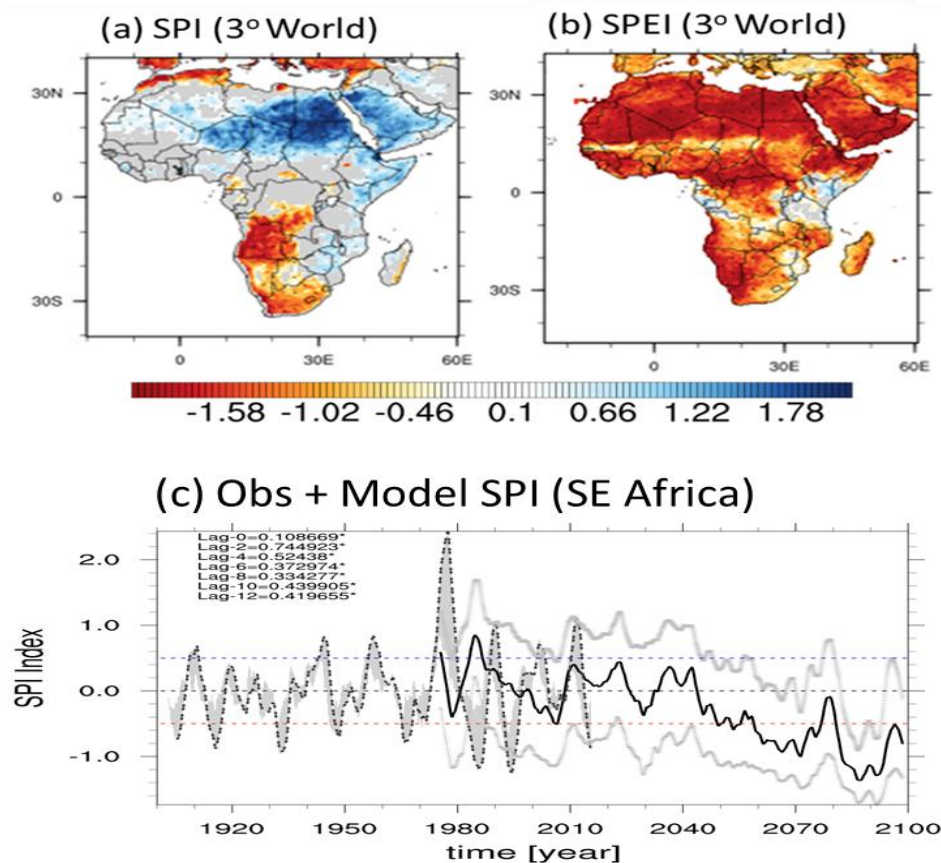 (a) SPI (3º World)
(b) SPEI (3º World)
30N
0
30S
0
30E
60E
30N
0
30S
0
30E
60E
-1.58
-1.02
-0.46
0.1
0.66
1.22
1.78
(c) Obs + Model SPI (SE Africa)
Lag-0=0.108669*
Lag-2=0.744923*
Lag-4=0.52438*
Lag-6=0.372974*
Lag-8=0.334277*
Lag-10=0.439905*
Lag-12=0.419655*
2.0
1.0
0.0
-1.0
SPI Index
1920
1950
1980
2010
2040
2070
2100
time [year]